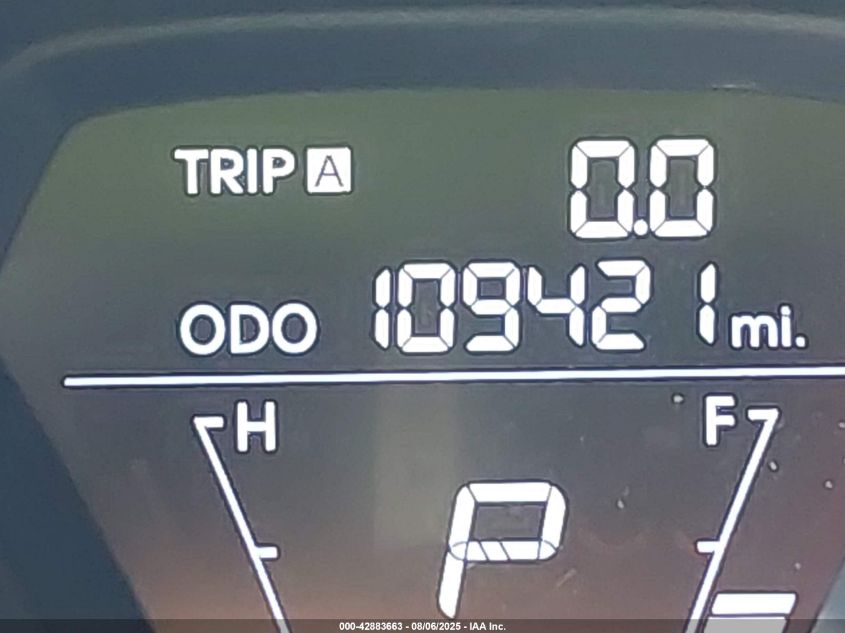 TRIP A 0.0
ODO 109421 mi.
H F
P
000-42883663 - 08/06/2025 - IAA Inc.